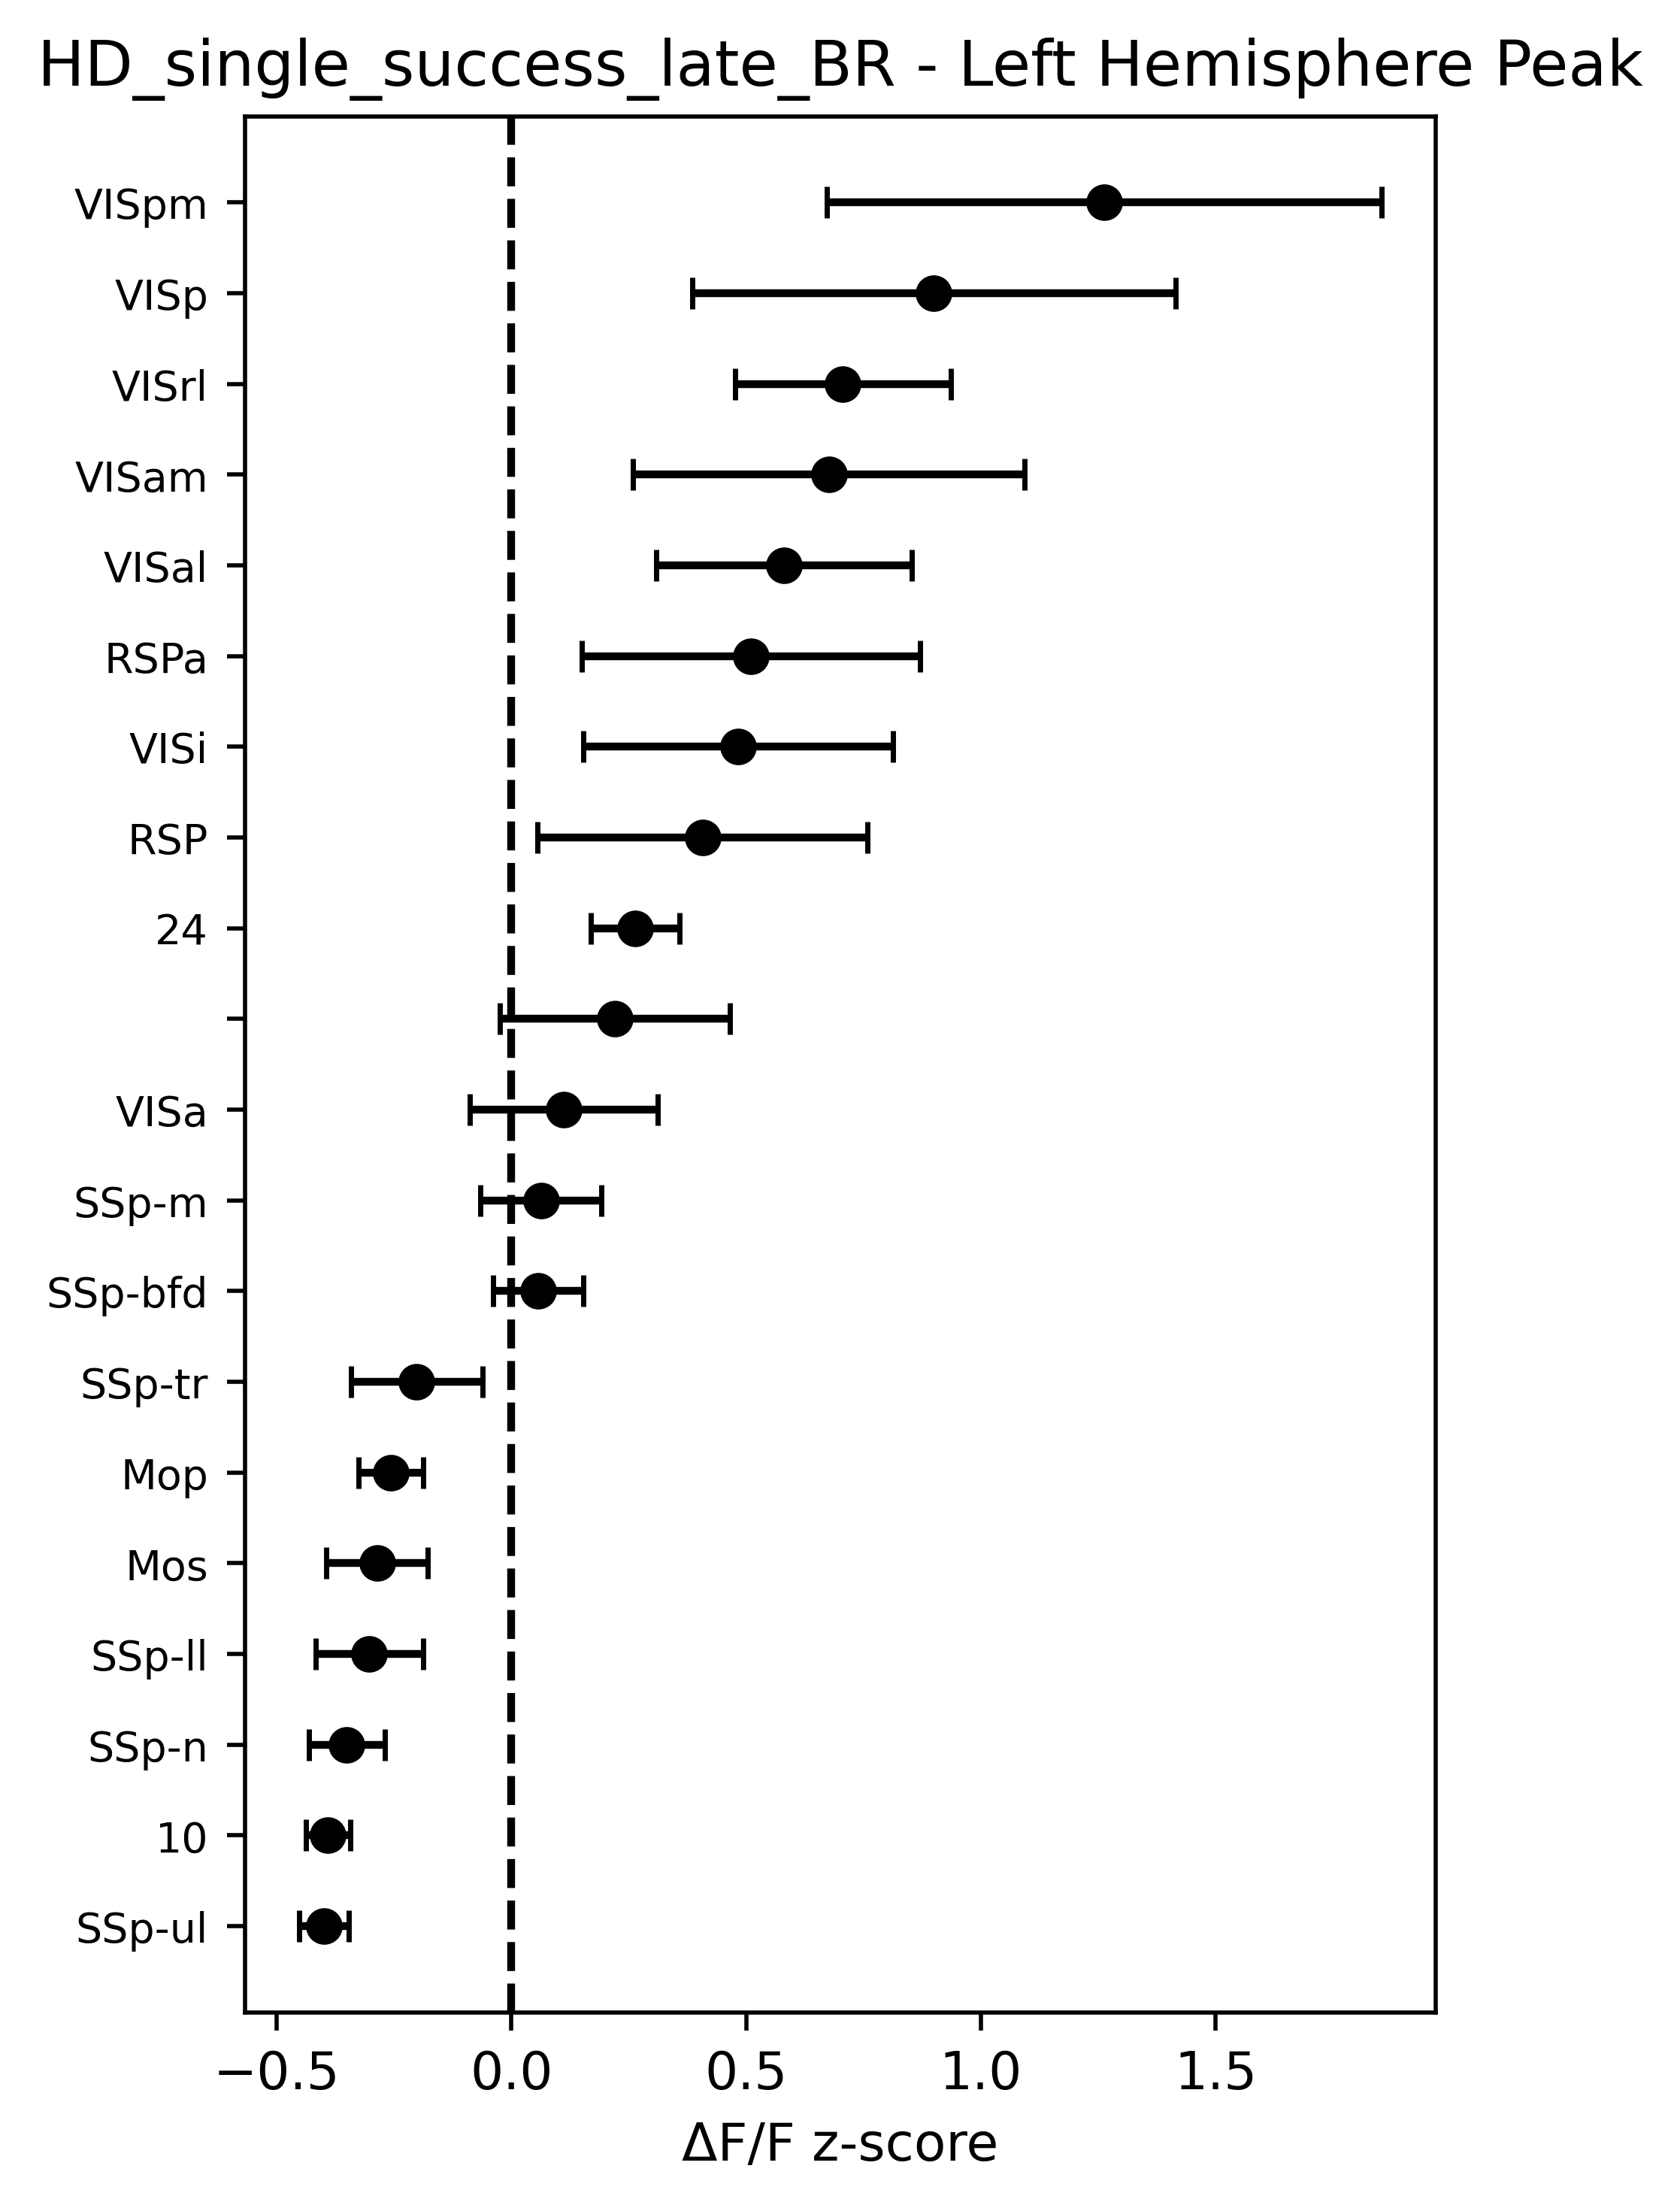 HD_single_success_late_BR - Left Hemisphere Peak
VISpm
VISp
VISrl
VISam
VISal
RSPa
VISi
RSP
24
VISa
SSp-m
SSp-bfd
SSp-tr
Mop
Mos
SSp-ll
SSp-n
10
SSp-ul
−0.5 0.0 0.5 1.0 1.5
ΔF/F z-score